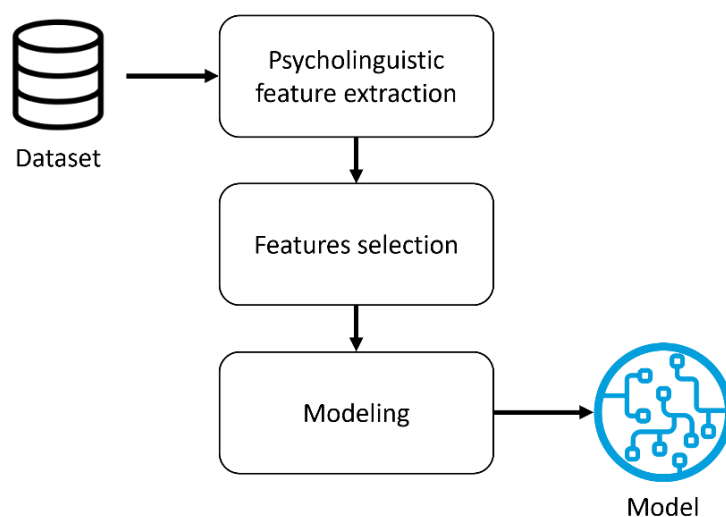 Psycholinguistic
feature extraction
Dataset
Features selection
Modeling
Model